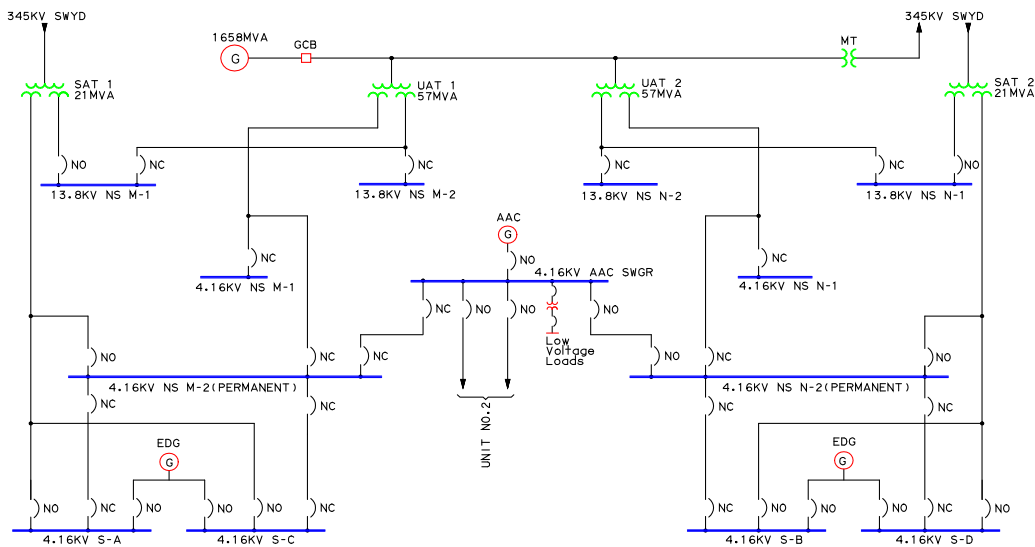 345KV SWYD
1658MVA
GCB
345KV SWYD
MT
G
SAT 1
21MVA
UAT 1
57MVA
UAT 2
57MVA
SAT 2
21MVA
NO
NC
NC
NC
NC
NO
13.8KV NS M-1
13.8KV NS M-2
13.8KV NS N-2
13.8KV NS N-1
AAC
G
NC
NO
NC
4.16KV AAC SWGR
4.16KV NS M-1
4.16KV NS N-1
NC
NO
NO
NO
Low
Voltage
Loads
NO
NC
NC
NO
NC
NO
4.16KV NS M-2(PERMANENT)
4.16KV NS N-2(PERMANENT)
NC
NC
NC
NC
UNIT NO.2
EDG
G
EDG
G
NO
NC
NO
NO
NO
NC
NC
NO
NO
NO
NC
NO
4.16KV S-A
4.16KV S-C
4.16KV S-B
4.16KV S-D